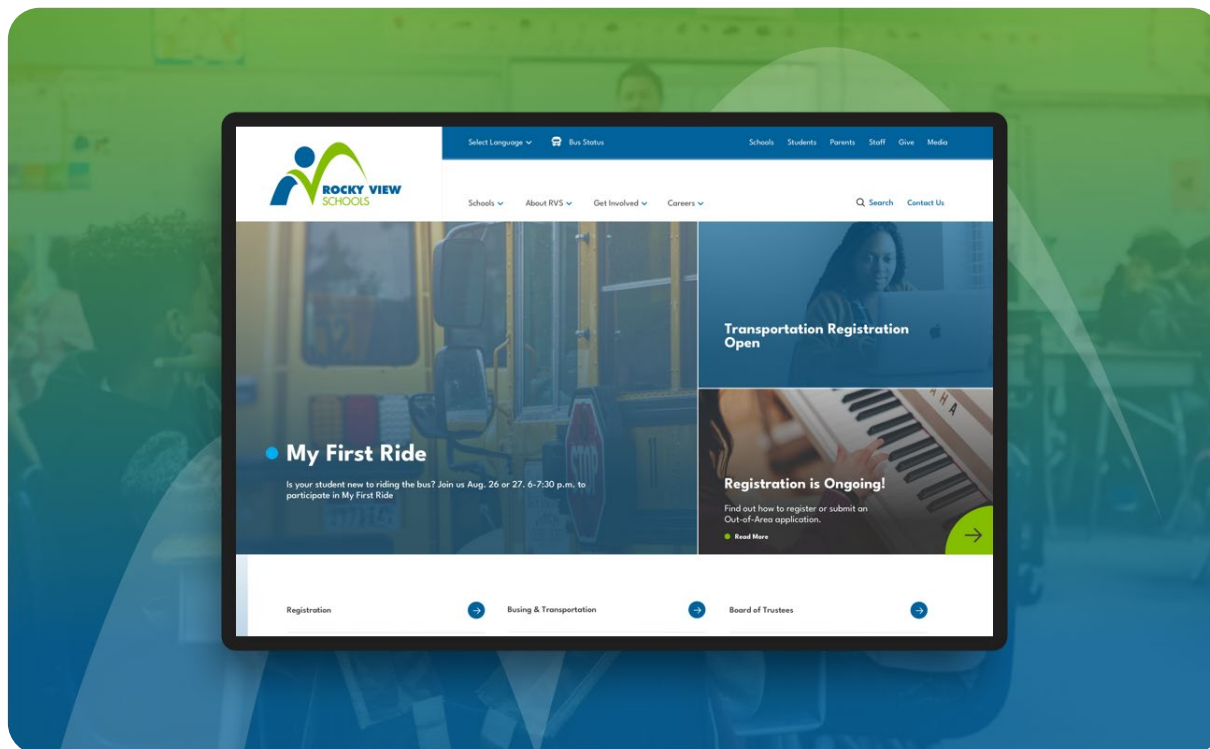 ROCKY VIEW
SCHOOLS
Select Language
Bus Status
Schools Students Parents Staff Give Media
Schools About RVS Get Involved Careers
Search Contact Us
My First Ride
Is your student new to riding the bus? Join us Aug. 26 or 27. 6-7:30 p.m. to
participate in My First Ride
STOP
Transportation Registration
Open
AHA
Registration is Ongoing!
Find out how to register or submit an
Out-of-Area application.
Read More
Registration
Busing & Transportation
Board of Trustees